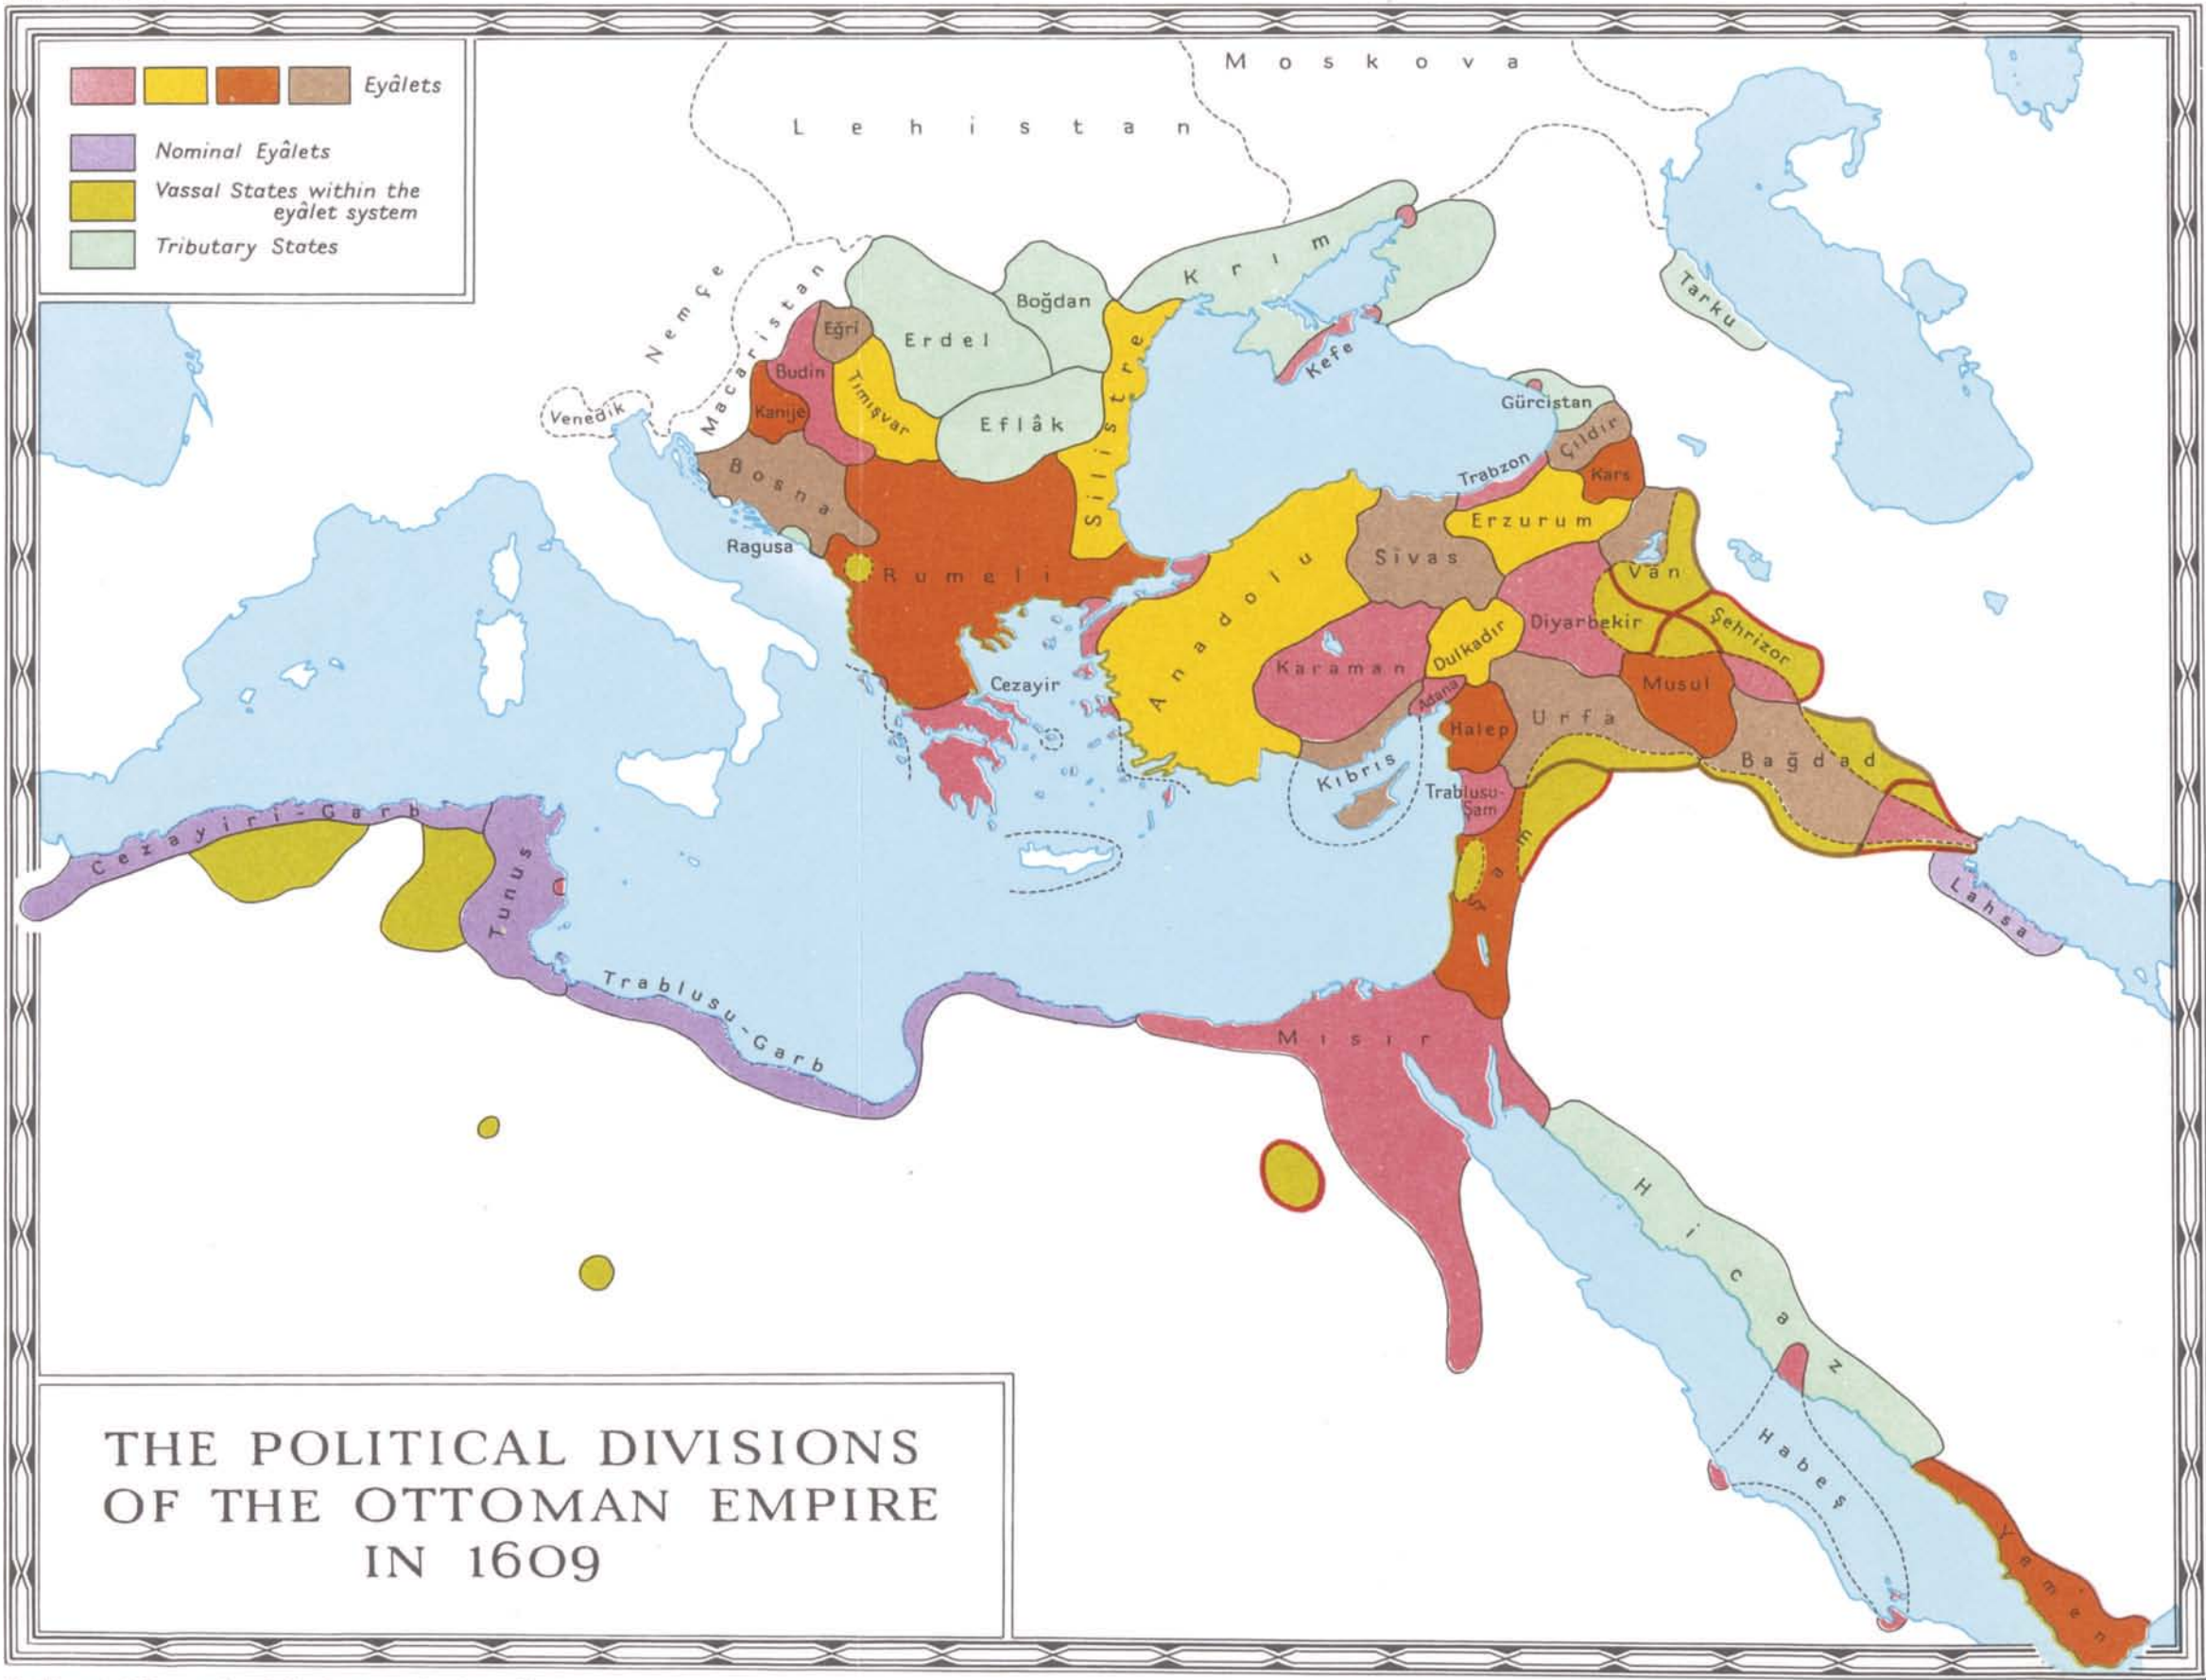 Eyâlets
Nominal Eyâlets
Vassal States within the
eyâlet system
Tributary States
Moskova
Lehistan
Nemçe
Macaristan
Venedik
Krım
Tarku
Boğdan
Erdel
Eğri
Budin
Tımışvar
Kanije
Eflâk
Silistre
Kefe
Gürcistan
Çıldır
Kars
Trabzon
Bosna
Ragusa
Rumeli
Erzurum
Sivas
Van
Anadolu
Diyarbekir
Şehrizor
Dulkadır
Karaman
Cezayir
Adana
Musul
Halep
Urfa
Bağdad
Kıbrıs
Trablusu-
Şam
Şam
Lahsa
Cezayiri-Garb
Tunus
Trablusu-Garb
Mısır
Hicaz
Habeş
Yemen
THE POLITICAL DIVISIONS
OF THE OTTOMAN EMPIRE
IN 1609